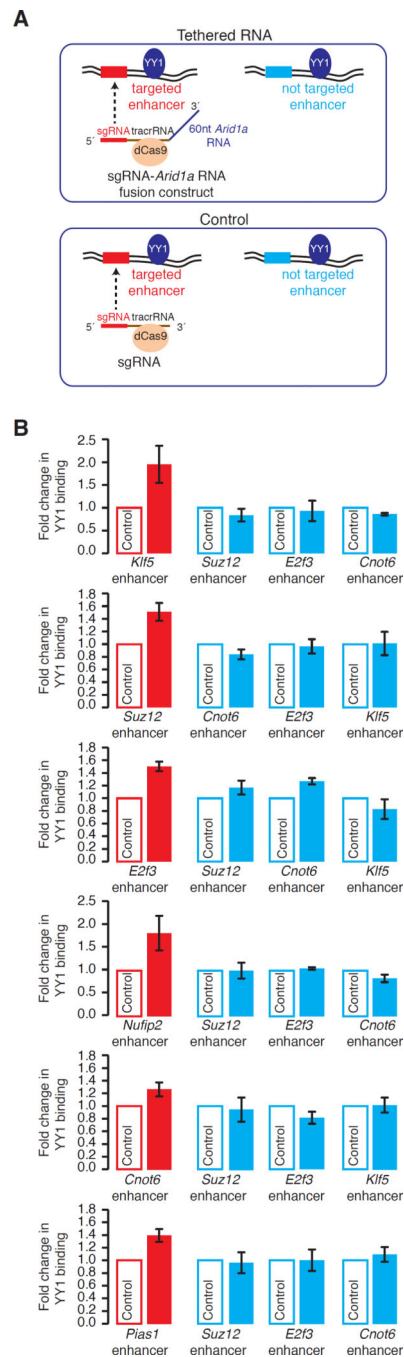 A
Tethered RNA
YY1
YY1
targeted
enhancer
not targeted
enhancer
3´
sgRNA tracrRNA
60nt Arid1a
RNA
5´
dCas9
sgRNA-Arid1a RNA
fusion construct
Control
YY1
YY1
targeted
enhancer
not targeted
enhancer
sgRNA tracrRNA
5´
3´
dCas9
sgRNA
B
Fold change in
YY1 binding
2.5
2.0
1.5
1.0
0.5
0.0
Control
Control
Control
Control
Klf5
enhancer
Suz12
enhancer
E2f3
enhancer
Cnot6
enhancer
Fold change in
YY1 binding
1.8
1.6
1.4
1.2
1.0
0.8
0.6
0.4
0.2
0.0
Control
Control
Control
Control
Suz12
enhancer
Cnot6
enhancer
E2f3
enhancer
Klf5
enhancer
Fold change in
YY1 binding
1.8
1.6
1.4
1.2
1.0
0.8
0.6
0.4
0.2
0.0
Control
Control
Control
Control
E2f3
enhancer
Suz12
enhancer
Cnot6
enhancer
Klf5
enhancer
Fold change in
YY1 binding
2.5
2.0
1.5
1.0
0.5
0.0
Control
Control
Control
Control
Nufip2
enhancer
Suz12
enhancer
E2f3
enhancer
Cnot6
enhancer
Fold change in
YY1 binding
1.8
1.6
1.4
1.2
1.0
0.8
0.6
0.4
0.2
0.0
Control
Control
Control
Control
Cnot6
enhancer
Suz12
enhancer
E2f3
enhancer
Klf5
enhancer
Fold change in
YY1 binding
1.8
1.6
1.4
1.2
1.0
0.8
0.6
0.4
0.2
0.0
Control
Control
Control
Control
Pias1
enhancer
Suz12
enhancer
E2f3
enhancer
Cnot6
enhancer